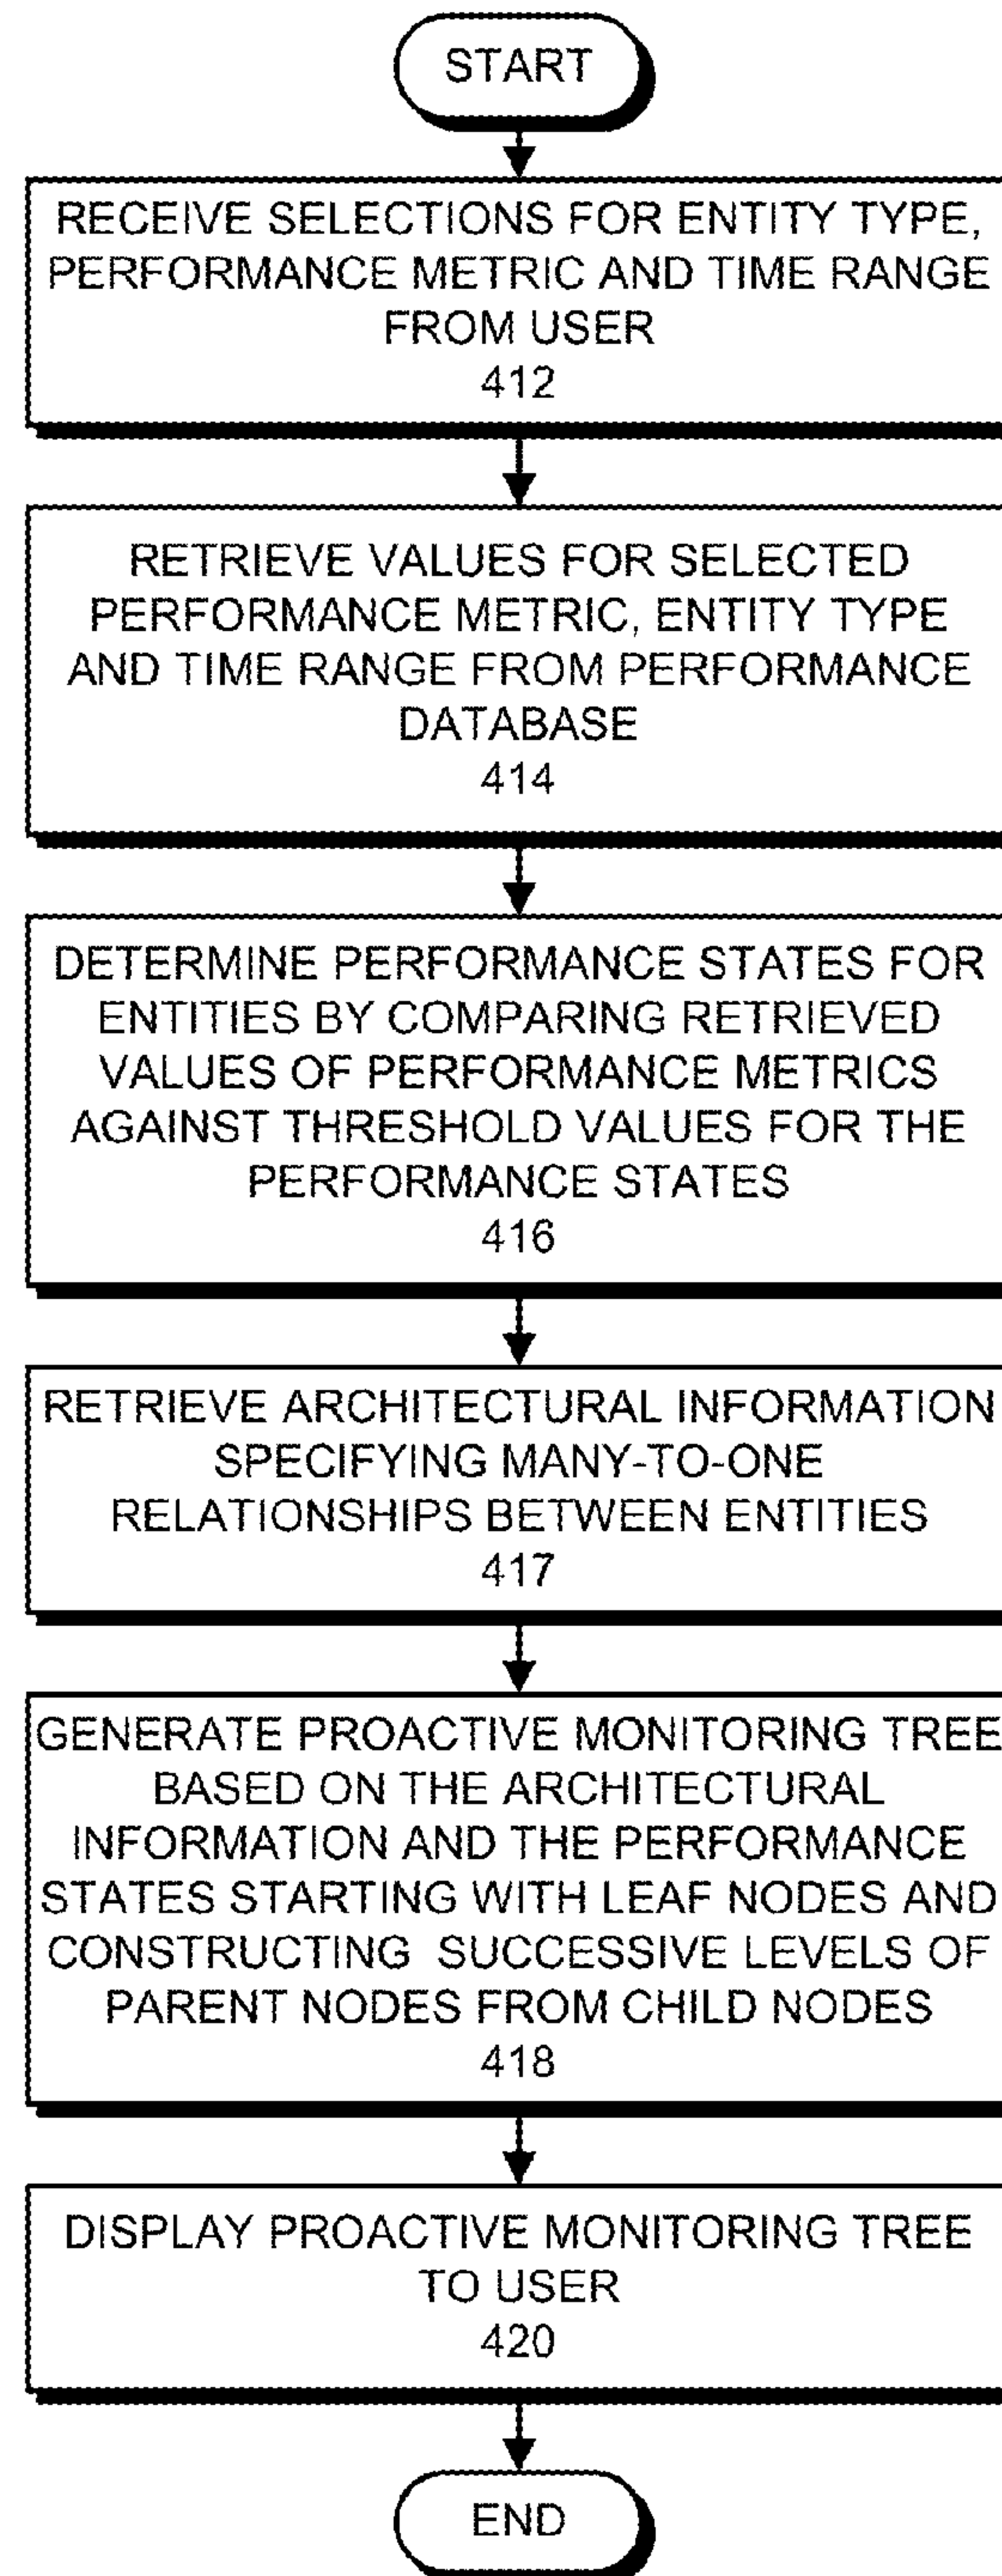 START
RECEIVE SELECTIONS FOR ENTITY TYPE,
PERFORMANCE METRIC AND TIME RANGE
FROM USER
412
RETRIEVE VALUES FOR SELECTED
PERFORMANCE METRIC, ENTITY TYPE
AND TIME RANGE FROM PERFORMANCE
DATABASE
414
DETERMINE PERFORMANCE STATES FOR
ENTITIES BY COMPARING RETRIEVED
VALUES OF PERFORMANCE METRICS
AGAINST THRESHOLD VALUES FOR THE
PERFORMANCE STATES
416
RETRIEVE ARCHITECTURAL INFORMATION
SPECIFYING MANY-TO-ONE
RELATIONSHIPS BETWEEN ENTITIES
417
GENERATE PROACTIVE MONITORING TREE
BASED ON THE ARCHITECTURAL
INFORMATION AND THE PERFORMANCE
STATES STARTING WITH LEAF NODES AND
CONSTRUCTING SUCCESSIVE LEVELS OF
PARENT NODES FROM CHILD NODES
418
DISPLAY PROACTIVE MONITORING TREE
TO USER
420
END